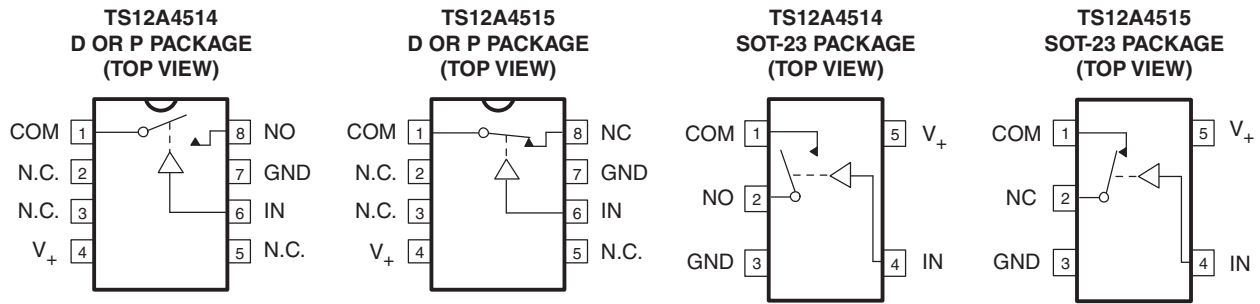 TS12A4514
D OR P PACKAGE
(TOP VIEW)
COM 1 8 NO
N.C. 2 7 GND
N.C. 3 6 IN
V+ 4 5 N.C.
TS12A4515
D OR P PACKAGE
(TOP VIEW)
COM 1 8 NC
N.C. 2 7 GND
N.C. 3 6 IN
V+ 4 5 N.C.
TS12A4514
SOT-23 PACKAGE
(TOP VIEW)
COM 1 5 V+
NO 2
GND 3 4 IN
TS12A4515
SOT-23 PACKAGE
(TOP VIEW)
COM 1 5 V+
NC 2
GND 3 4 IN